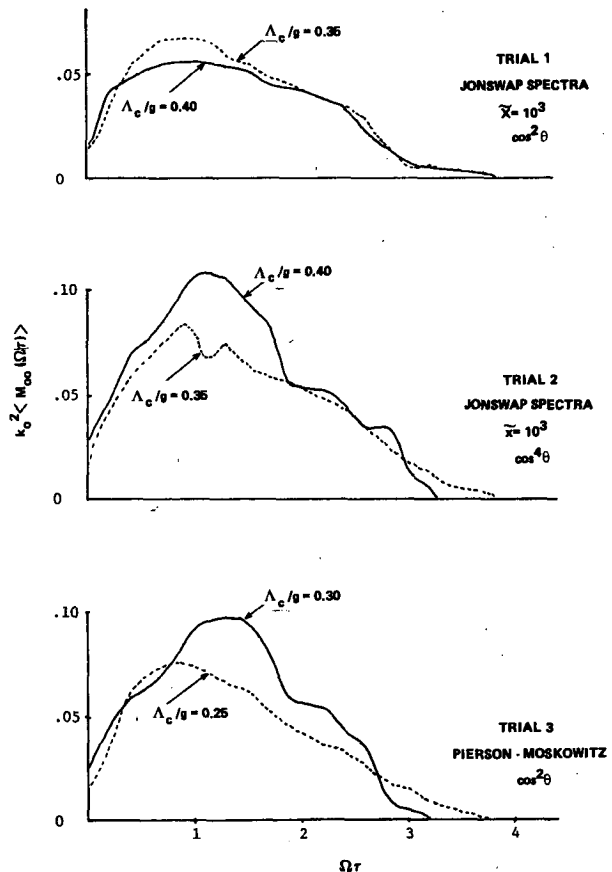 Λc/g = 0.35
.05
Λc/g = 0.40
0
TRIAL 1
JONSWAP SPECTRA
x̃ = 10³
cos²θ
k₀² < M₀₀ (Ωτ) >
.10
Λc/g = 0.40
.05
Λc/g = 0.35
0
TRIAL 2
JONSWAP SPECTRA
x̃ = 10³
cos⁴θ
.10
Λc/g = 0.30
.05
Λc/g = 0.25
0
TRIAL 3
PIERSON - MOSKOWITZ
cos²θ
1 2 3 4
Ωτ